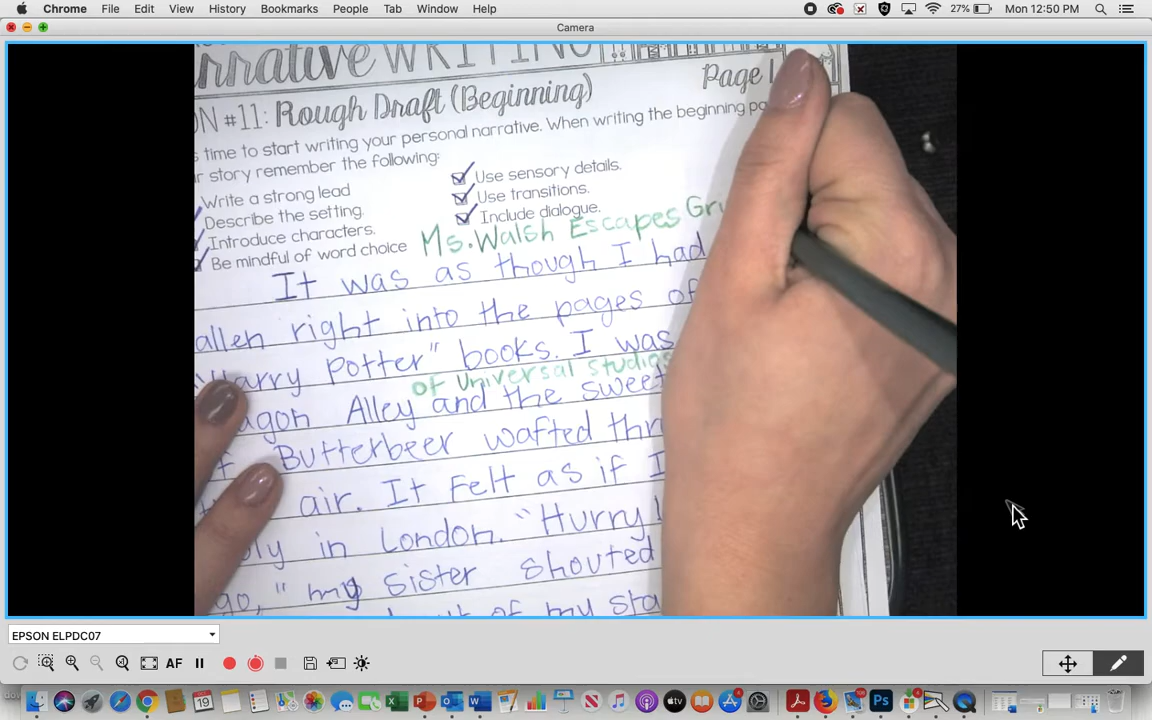 Chrome File Edit View History Bookmarks People Tab Window Help 27% Mon 12:50 PM
Camera
WRITING
#11: Rough Draft (Beginning) Page
time to start writing your personal narrative. When writing the beginning
story remember the following:
Write a strong lead
Describe the setting.
Introduce characters.
Be mindful of word choice
Use sensory details.
Use transitions.
Include dialogue.
Ms. Walsh Escapes
It was as though I had
allen right into the pages of
"Harry Potter" books. I was
of Universal Studios
agon Alley and the sweet
Butterbeer wafted
air. It felt as if I
in London. "Hurry
go," my sister shouted
of my
EPSON ELPDC07
AF
19